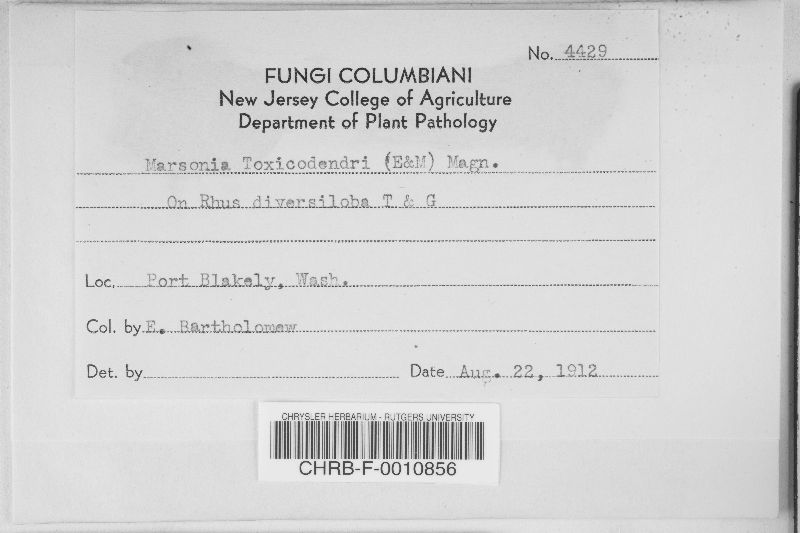 No. 4429
FUNGI COLUMBIANI
New Jersey College of Agriculture
Department of Plant Pathology
Marsonia Toxicodendri (E&M) Magn.
On Rhus diversiloba T & G
Loc. Port Blakely, Wash.
Col. by E. Bartholomew
Det. by Date Aug. 22, 1912
CHRYSLER HERBARIUM - RUTGERS UNIVERSITY
CHRB-F-0010856